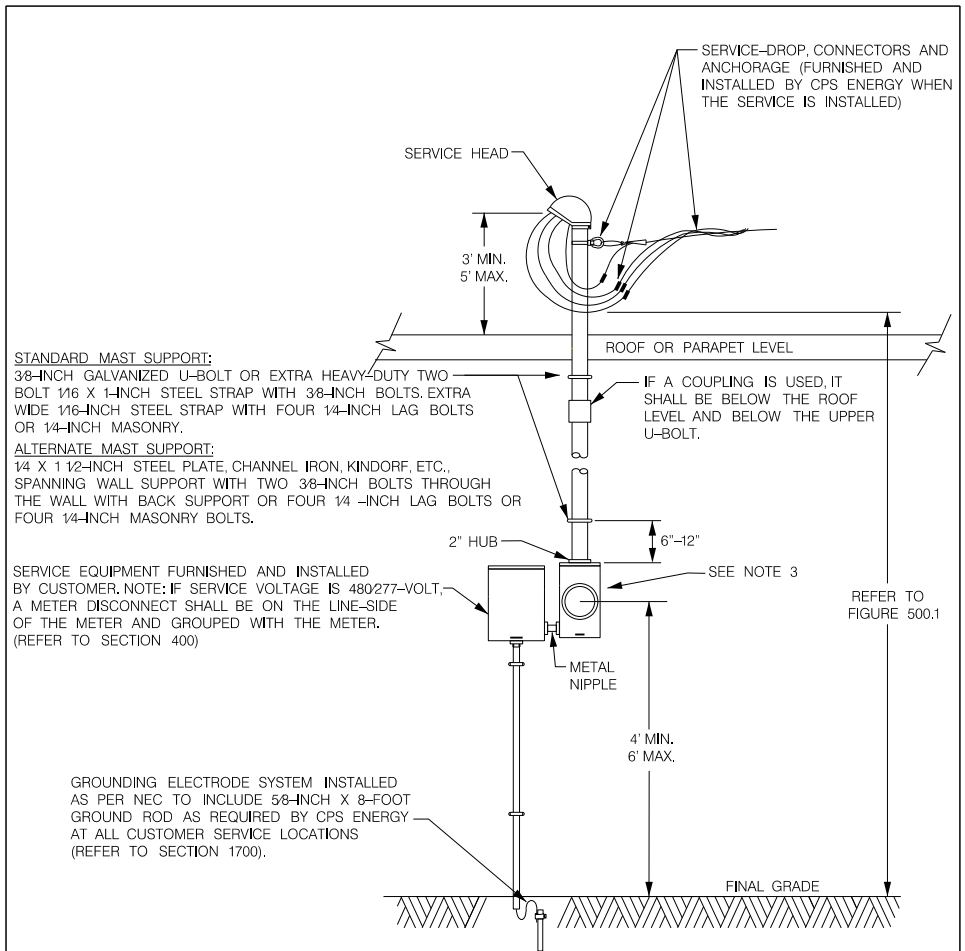 SERVICE-DROP, CONNECTORS AND
ANCHORAGE (FURNISHED AND
INSTALLED BY CPS ENERGY WHEN
THE SERVICE IS INSTALLED)
SERVICE HEAD
3' MIN.
5' MAX.
ROOF OR PARAPET LEVEL
STANDARD MAST SUPPORT:
3/8-INCH GALVANIZED U-BOLT OR EXTRA HEAVY-DUTY TWO
BOLT 1/16 X 1-INCH STEEL STRAP WITH 3/8-INCH BOLTS. EXTRA
WIDE 1/16-INCH STEEL STRAP WITH FOUR 1/4-INCH LAG BOLTS
OR 1/4-INCH MASONRY.
IF A COUPLING IS USED, IT
SHALL BE BELOW THE ROOF
LEVEL AND BELOW THE UPPER
U-BOLT.
ALTERNATE MAST SUPPORT:
1/4 X 1 1/2-INCH STEEL PLATE, CHANNEL IRON, KINDORF, ETC.,
SPANNING WALL SUPPORT WITH TWO 3/8-INCH BOLTS THROUGH
THE WALL WITH BACK SUPPORT OR FOUR 1/4 -INCH LAG BOLTS OR
FOUR 1/4-INCH MASONRY BOLTS.
2" HUB
6"-12"
SERVICE EQUIPMENT FURNISHED AND INSTALLED
BY CUSTOMER. NOTE: IF SERVICE VOLTAGE IS 480/277-VOLT,
A METER DISCONNECT SHALL BE ON THE LINE-SIDE
OF THE METER AND GROUPED WITH THE METER.
(REFER TO SECTION 400)
SEE NOTE 3
REFER TO
FIGURE 500.1
METAL
NIPPLE
4' MIN.
6' MAX.
GROUNDING ELECTRODE SYSTEM INSTALLED
AS PER NEC TO INCLUDE 5/8-INCH X 8-FOOT
GROUND ROD AS REQUIRED BY CPS ENERGY
AT ALL CUSTOMER SERVICE LOCATIONS
(REFER TO SECTION 1700).
FINAL GRADE